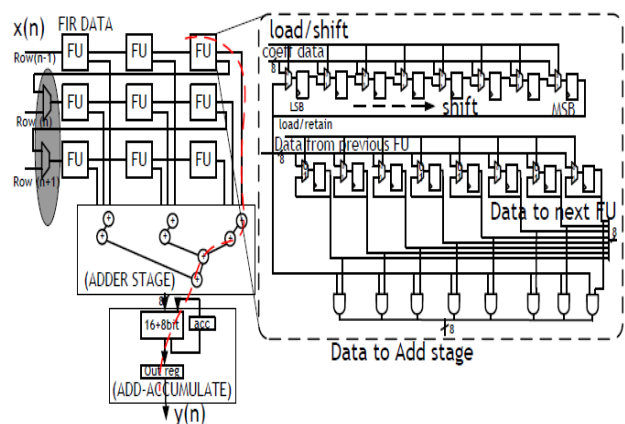 x(n)
FIR DATA
FU FU FU
Row(n-1)
FU FU FU
Row (n)
FU FU FU
Row (n+1)
+ + +
+ +
+
+
(ADDER STAGE)
8
16+8bit
acc
Out reg
(ADD-ACCUMULATE)
y(n)
load/shift
coeff data
8
LSB
shift
MSB
load/retain
Data from previous FU
8
Data to next FU
8
8
Data to Add stage